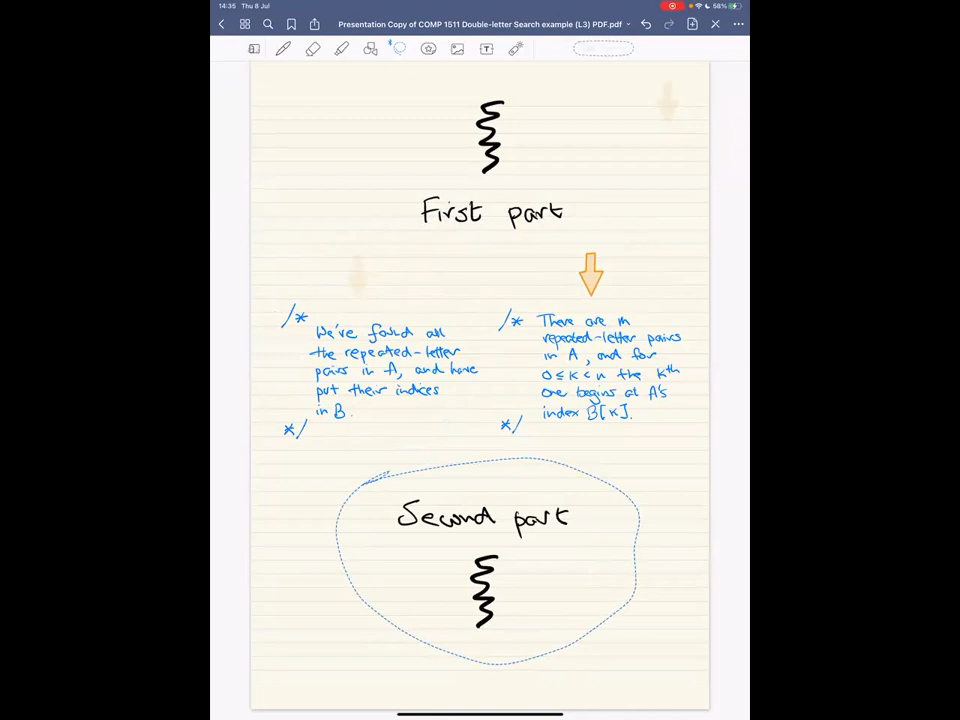 14:35 Thu 8 Jul
58%
Presentation Copy of COMP 1511 Double-letter Search example (L3) PDF.pdf
First part
/*
We've found all
the repeated-letter
pairs in A, and have
put their indices
in B.
*/
/* There are m
repeated-letter pairs
in A, and for
0≤K<n the Kth
one begins at A's
index B[K].
*/
Second part